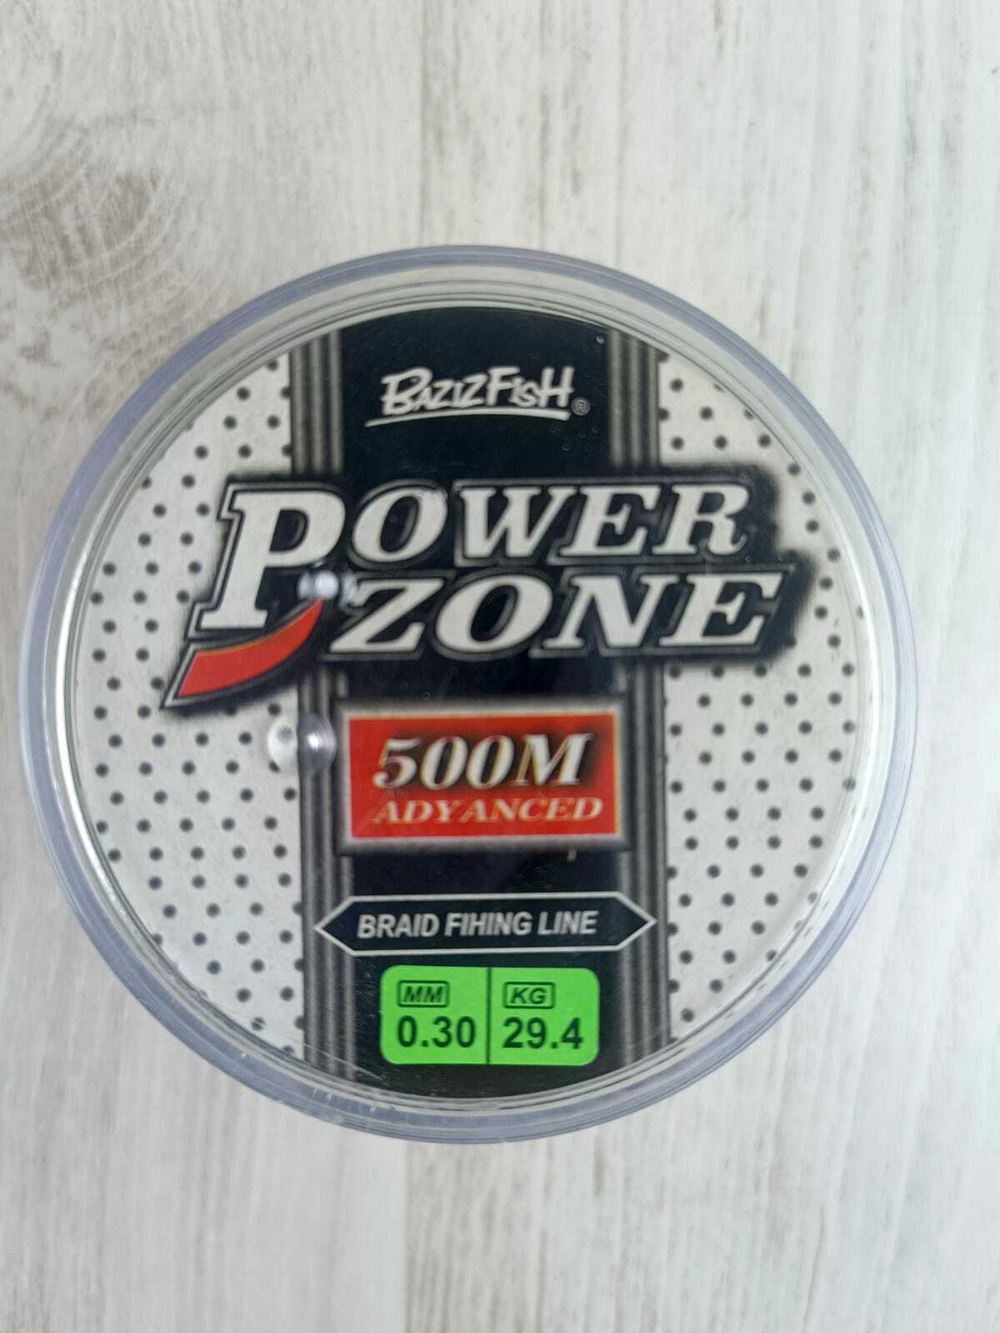 BAZIZFISH®
POWER
ZONE
500M
ADYANCED
BRAID FIHING LINE
MM KG
0.30 29.4